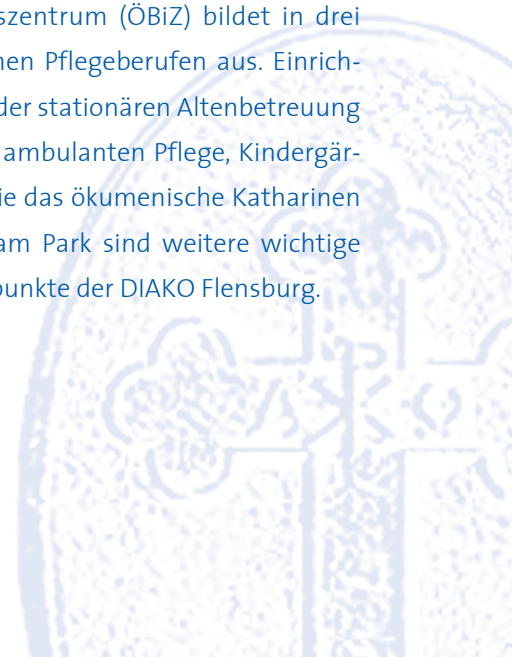 szentrum (ÖBiZ) bildet in drei
nen Pflegeberufen aus. Einrich-
der stationären Altenbetreuung
ambulanten Pflege, Kindergär-
ie das ökumenische Katharinen
am Park sind weitere wichtige
punkte der DIAKO Flensburg.